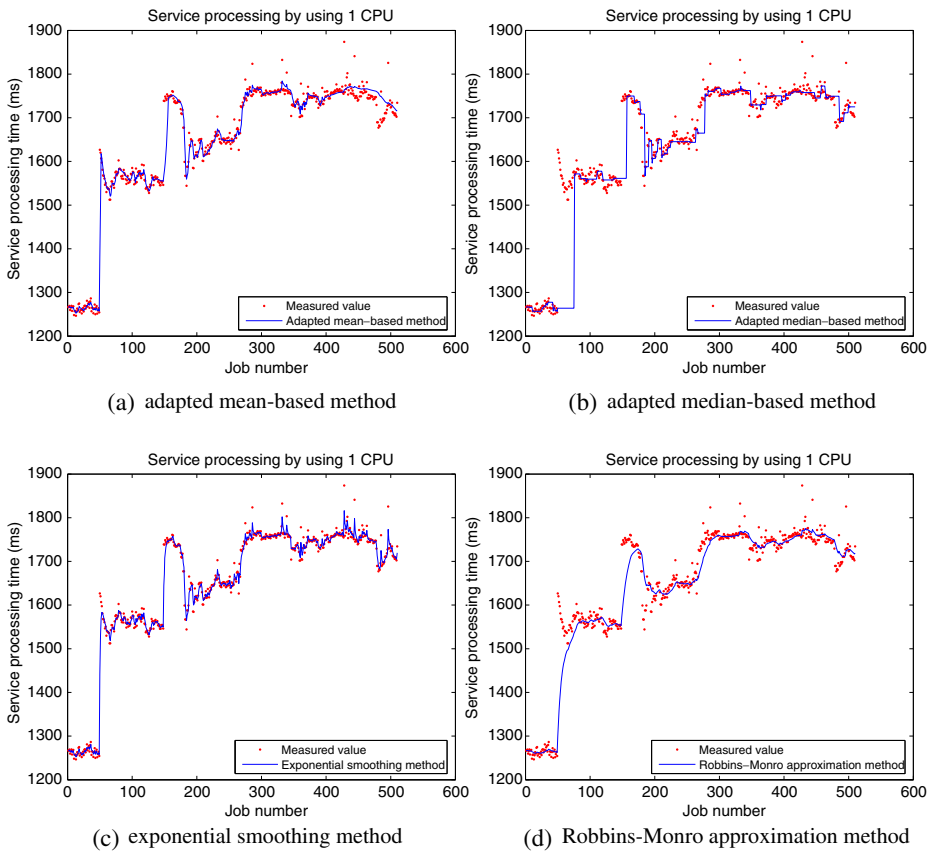 Service processing by using 1 CPU
1900
1800
1700
1600
1500
1400
1300
1200
Service processing time (ms)
Measured value
Adapted mean−based method
0 100 200 300 400 500 600
Job number
(a) adapted mean-based method
Service processing by using 1 CPU
1900
1800
1700
1600
1500
1400
1300
1200
Service processing time (ms)
Measured value
Adapted median−based method
0 100 200 300 400 500 600
Job number
(b) adapted median-based method
Service processing by using 1 CPU
1900
1800
1700
1600
1500
1400
1300
1200
Service processing time (ms)
Measured value
Exponential smoothing method
0 100 200 300 400 500 600
Job number
(c) exponential smoothing method
Service processing by using 1 CPU
1900
1800
1700
1600
1500
1400
1300
1200
Service processing time (ms)
Measured value
Robbins−Monro approximation method
0 100 200 300 400 500 600
Job number
(d) Robbins-Monro approximation method